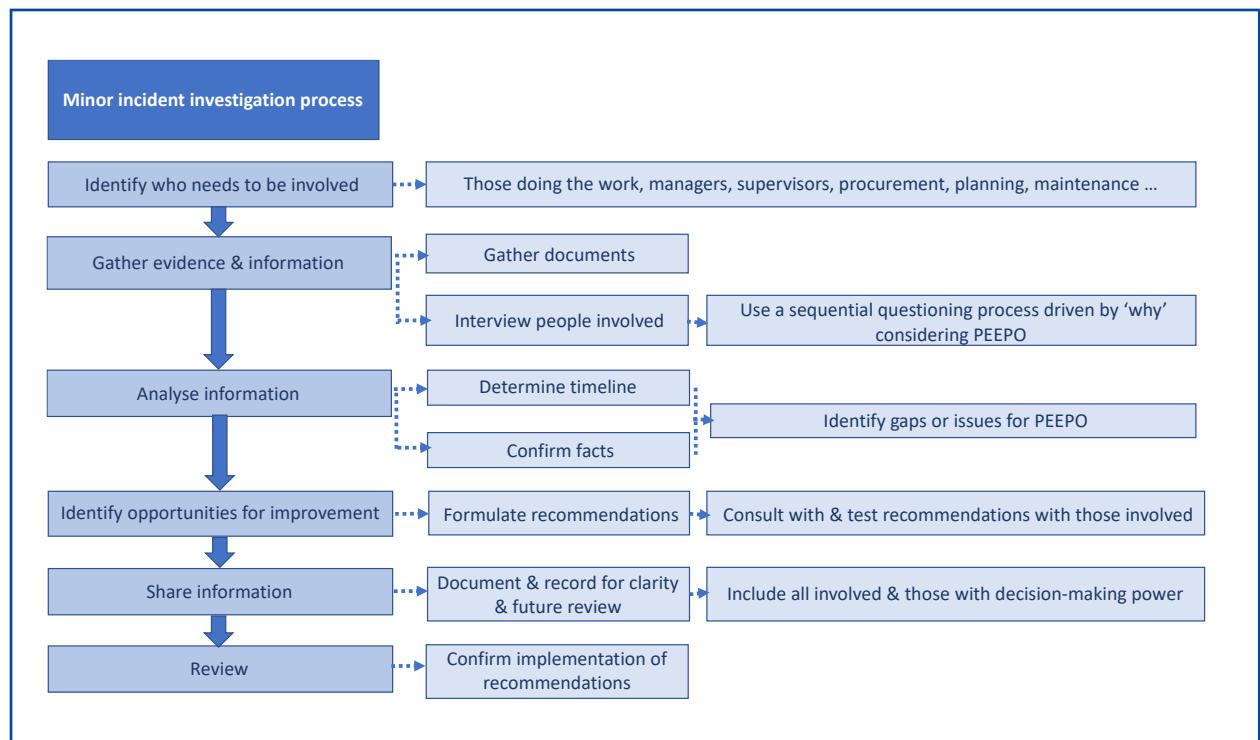 Minor incident investigation process
Identify who needs to be involved
Those doing the work, managers, supervisors, procurement, planning, maintenance ...
Gather evidence & information
Gather documents
Interview people involved
Use a sequential questioning process driven by ‘why’
considering PEEPO
Analyse information
Determine timeline
Confirm facts
Identify gaps or issues for PEEPO
Identify opportunities for improvement
Formulate recommendations
Consult with & test recommendations with those involved
Share information
Document & record for clarity
& future review
Include all involved & those with decision-making power
Review
Confirm implementation of
recommendations